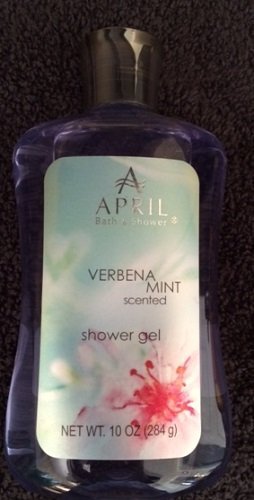 A
APRIL
Bath & Shower®
VERBENA
MINT
scented
shower gel
NET WT. 10 OZ (284 g)